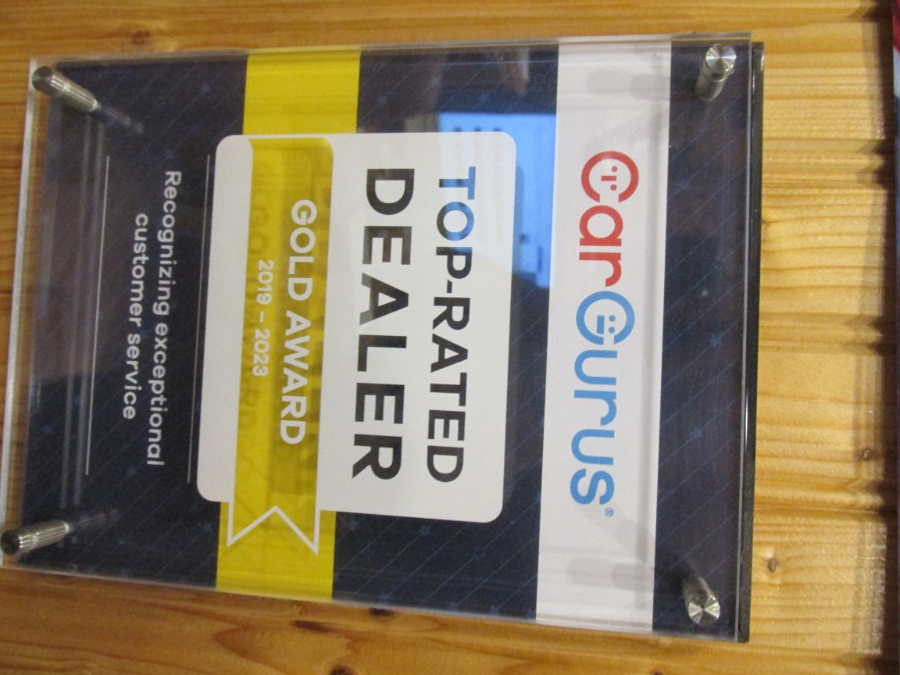 CarGurus®
TOP-RATED
DEALER
GOLD AWARD
2019 – 2023
Recognizing exceptional
customer service